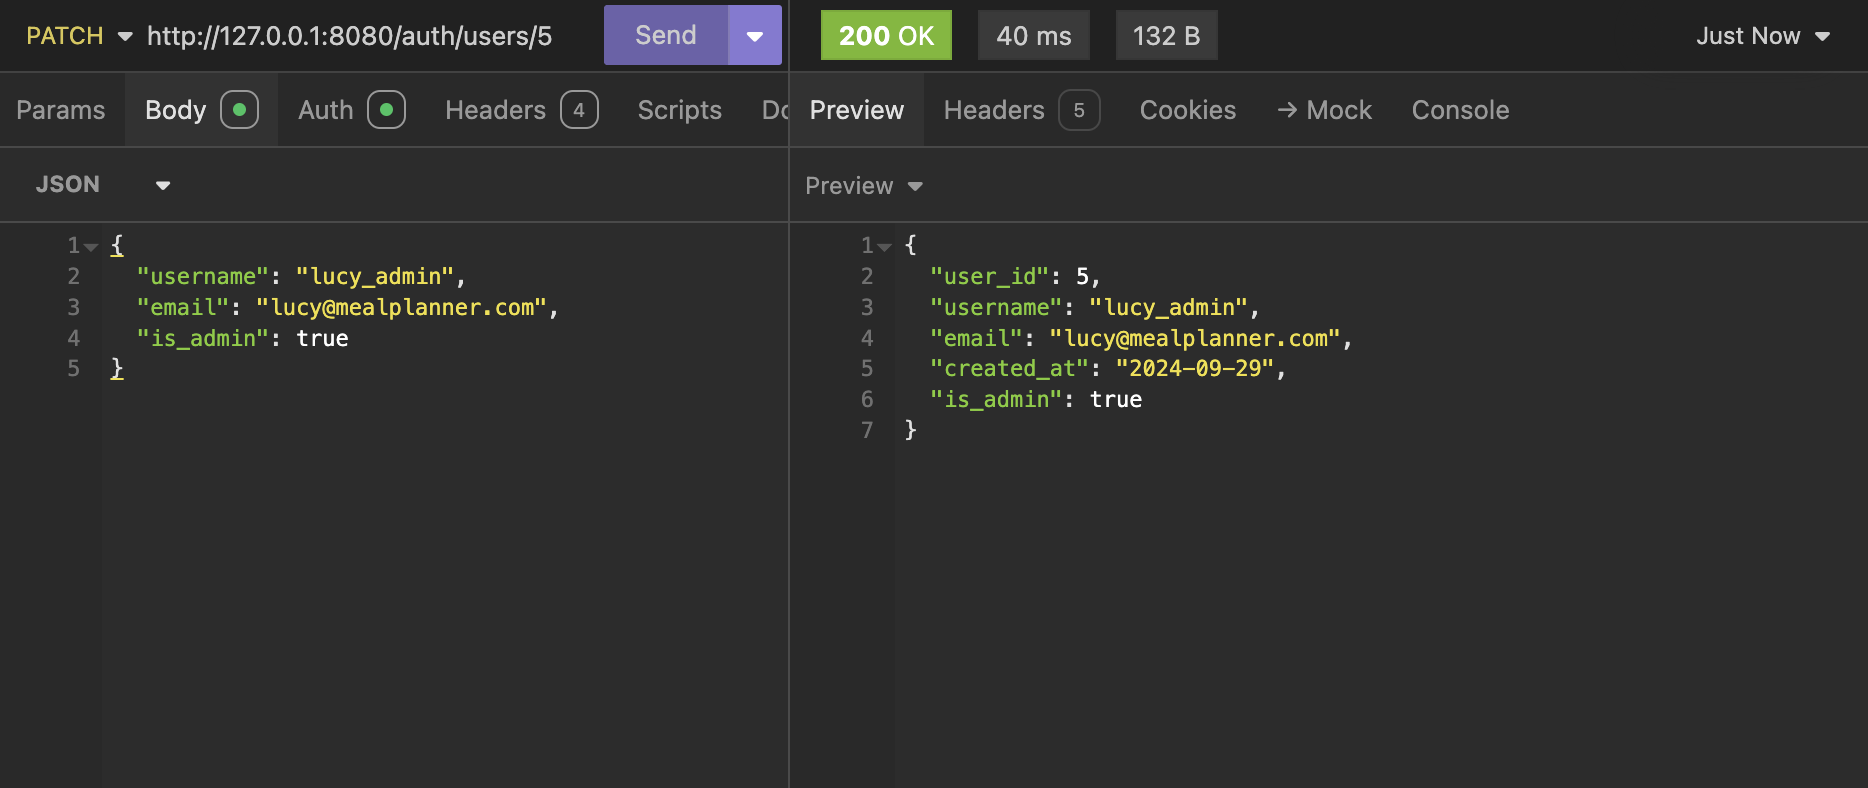 PATCH http://127.0.0.1:8080/auth/users/5 Send 200 OK 40 ms 132 B Just Now
Params Body Auth Headers 4 Scripts Preview Headers 5 Cookies → Mock Console
JSON Preview
1 {
2 "username": "lucy_admin",
3 "email": "lucy@mealplanner.com",
4 "is_admin": true
5 }
1 {
2 "user_id": 5,
3 "username": "lucy_admin",
4 "email": "lucy@mealplanner.com",
5 "created_at": "2024-09-29",
6 "is_admin": true
7 }